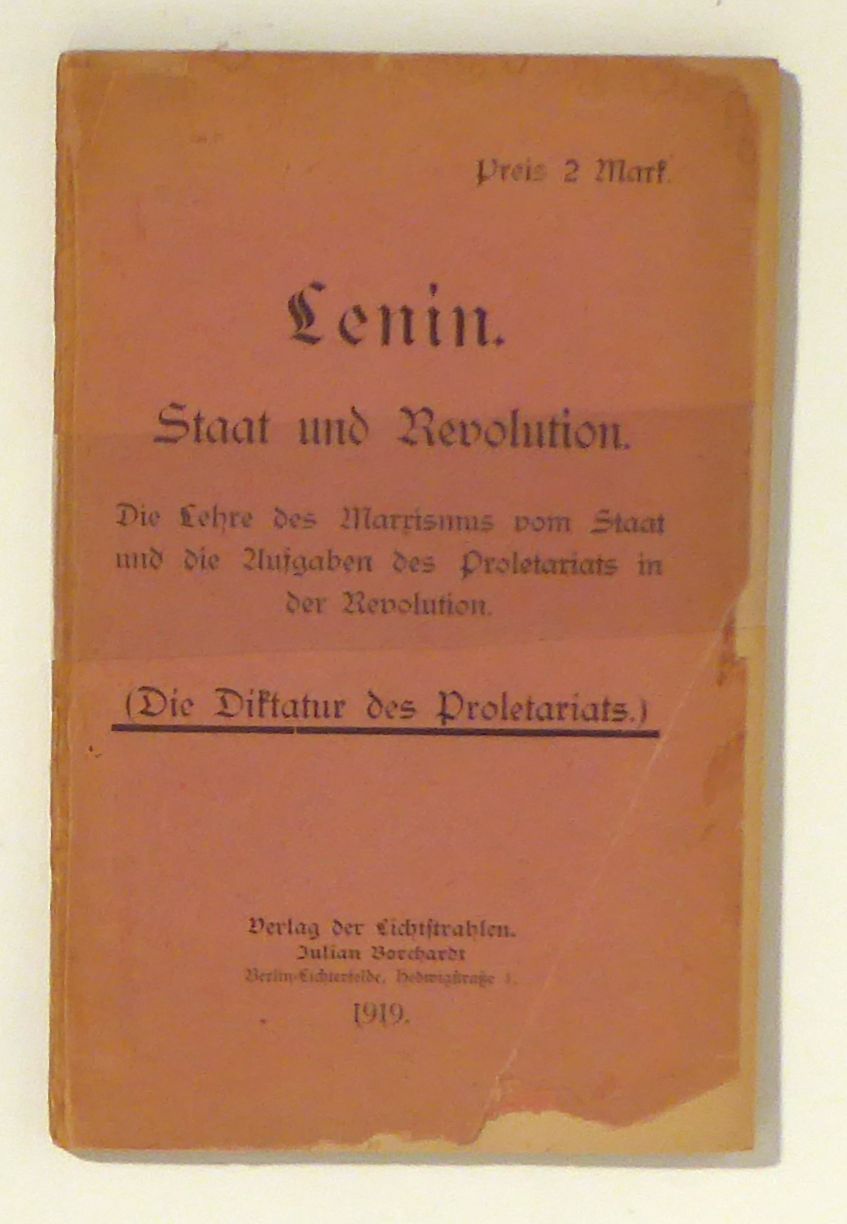 Preis 2 Mark.
Lenin.
Staat und Revolution.
Die Lehre des Marxismus vom Staat
und die Aufgaben des Proletariats in
der Revolution.
(Die Diktatur des Proletariats.)
Verlag der Lichtstrahlen.
Julian Borchardt
Berlin-Lichterfelde, Hedwigstraße 1.
1919.